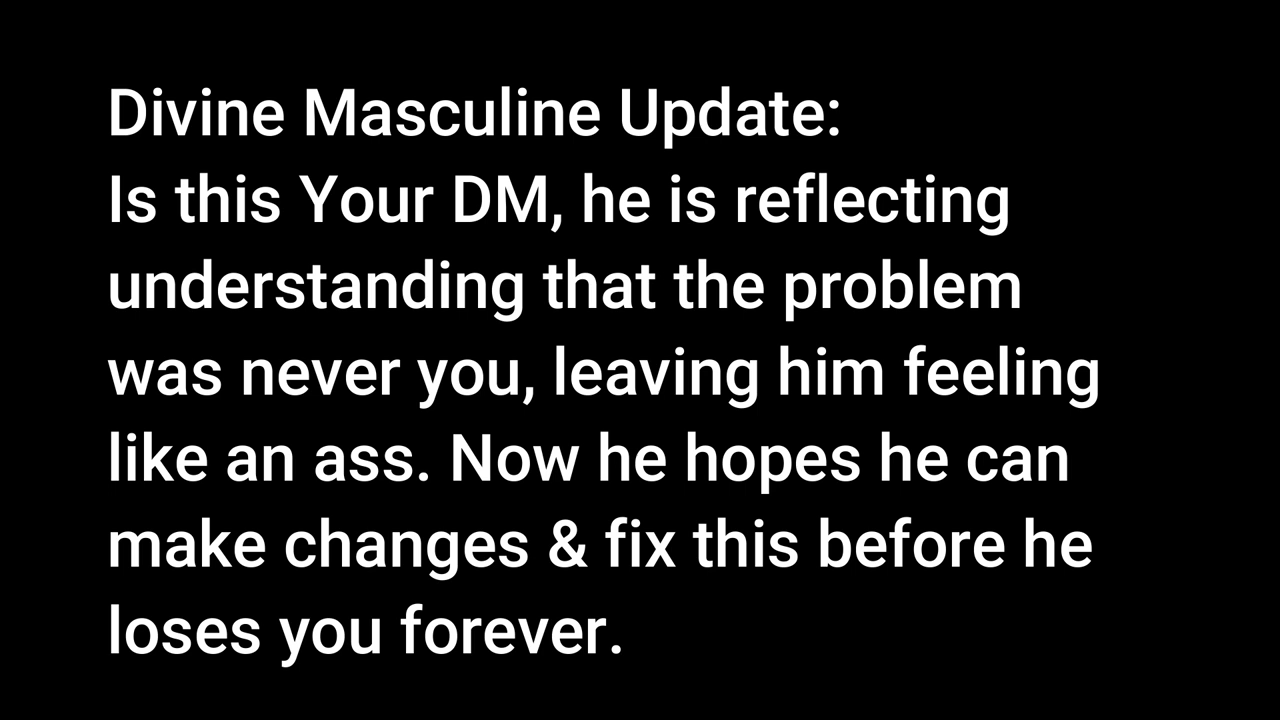 Divine Masculine Update:
Is this Your DM, he is reflecting
understanding that the problem
was never you, leaving him feeling
like an ass. Now he hopes he can
make changes & fix this before he
loses you forever.